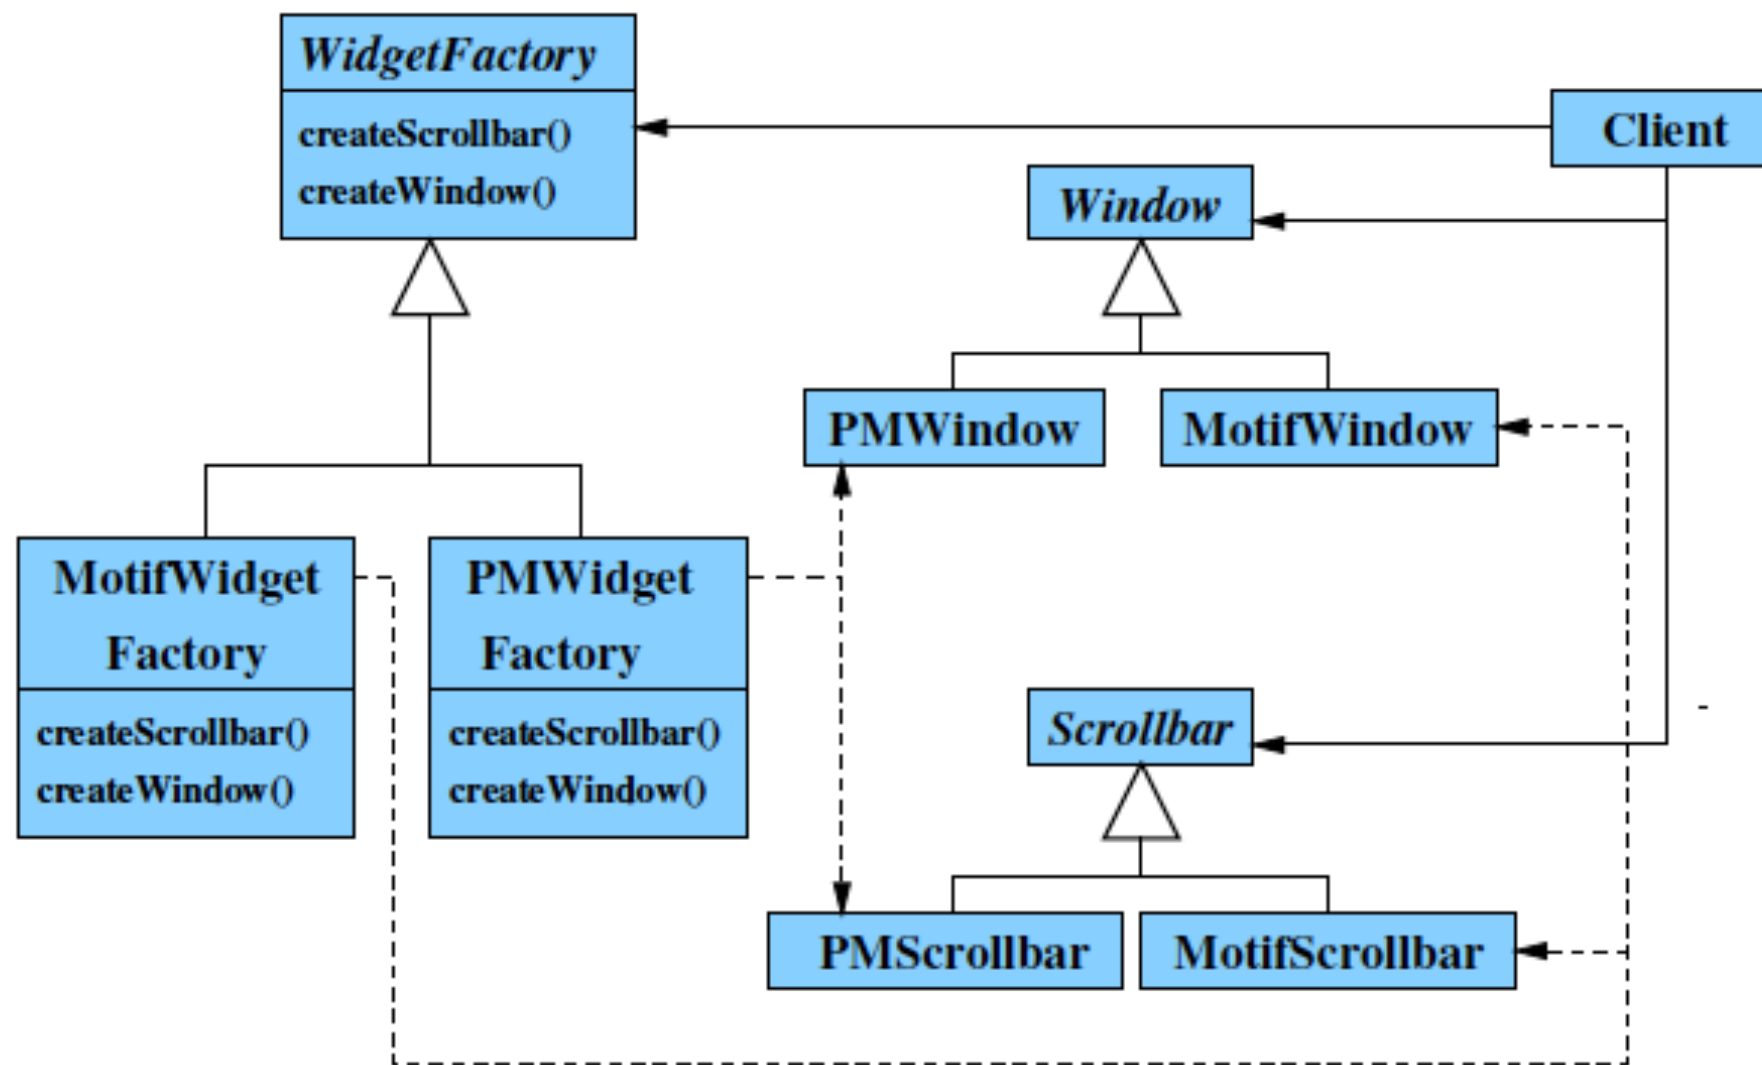 WidgetFactory
createScrollbar()
createWindow()
Client
Window
PMWindow
MotifWindow
MotifWidget
Factory
createScrollbar()
createWindow()
PMWidget
Factory
createScrollbar()
createWindow()
Scrollbar
PMScrollbar
MotifScrollbar